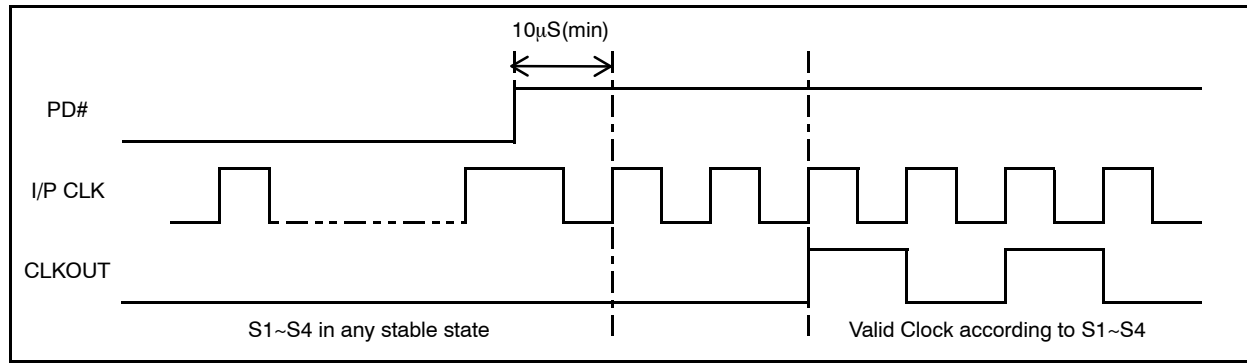 10μS(min)
PD#
I/P CLK
CLKOUT
S1~S4 in any stable state
Valid Clock according to S1~S4